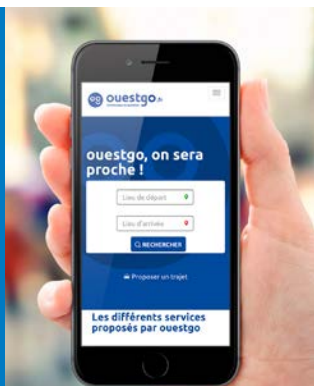 ouestgo.fr
ouestgo, on sera
proche !
Lieu de départ
Lieu d'arrivée
RECHERCHER
Proposer un trajet
Les différents services
proposés par ouestgo